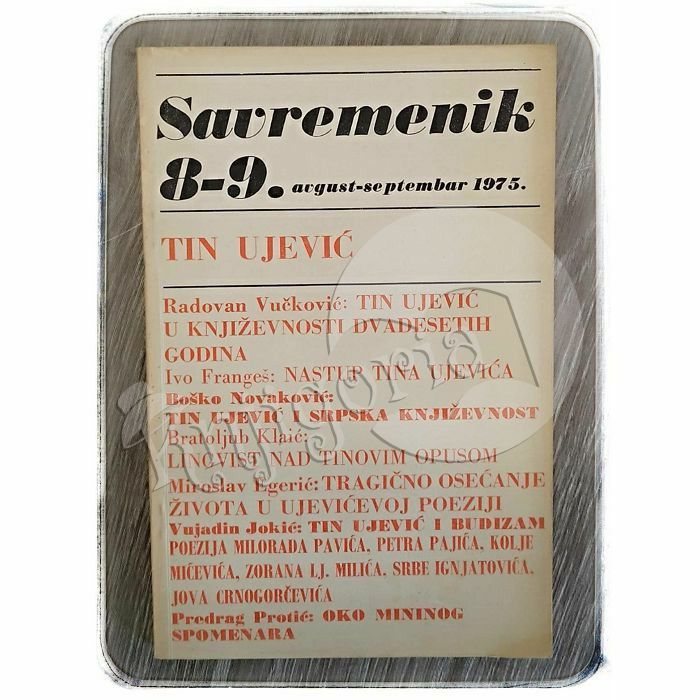 Savremenik
8-9. avgust-septembar 1975.
TIN UJEVIĆ
Radovan Vučković: TIN UJEVIĆ
U KNJIŽEVNOSTI DVADESETIH
GODINA
Ivo Frangeš: NASTUP TINA UJEVIĆA
Boško Novaković:
TIN UJEVIĆ I SRPSKA KNJIŽEVNOST
Bratoljub Klaić:
LINGVIST NAD TINOVIM OPUSOM
Miroslav Egerić: TRAGIČNO OSEĆANJE
ŽIVOTA U UJEVIĆEVOJ POEZIJI
Vujadin Jokić: TIN UJEVIĆ I BUDIZAM
POEZIJA MILORADA PAVIĆA, PETRA PAJIĆA, KOLJE
MIĆEVIĆA, ZORANA LJ. MILIĆA, SRBE IGNJATOVIĆA,
JOVA CRNOGORČEVIĆA
Predrag Protić: OKO MININOG
SPOMENARA
Knjigorija